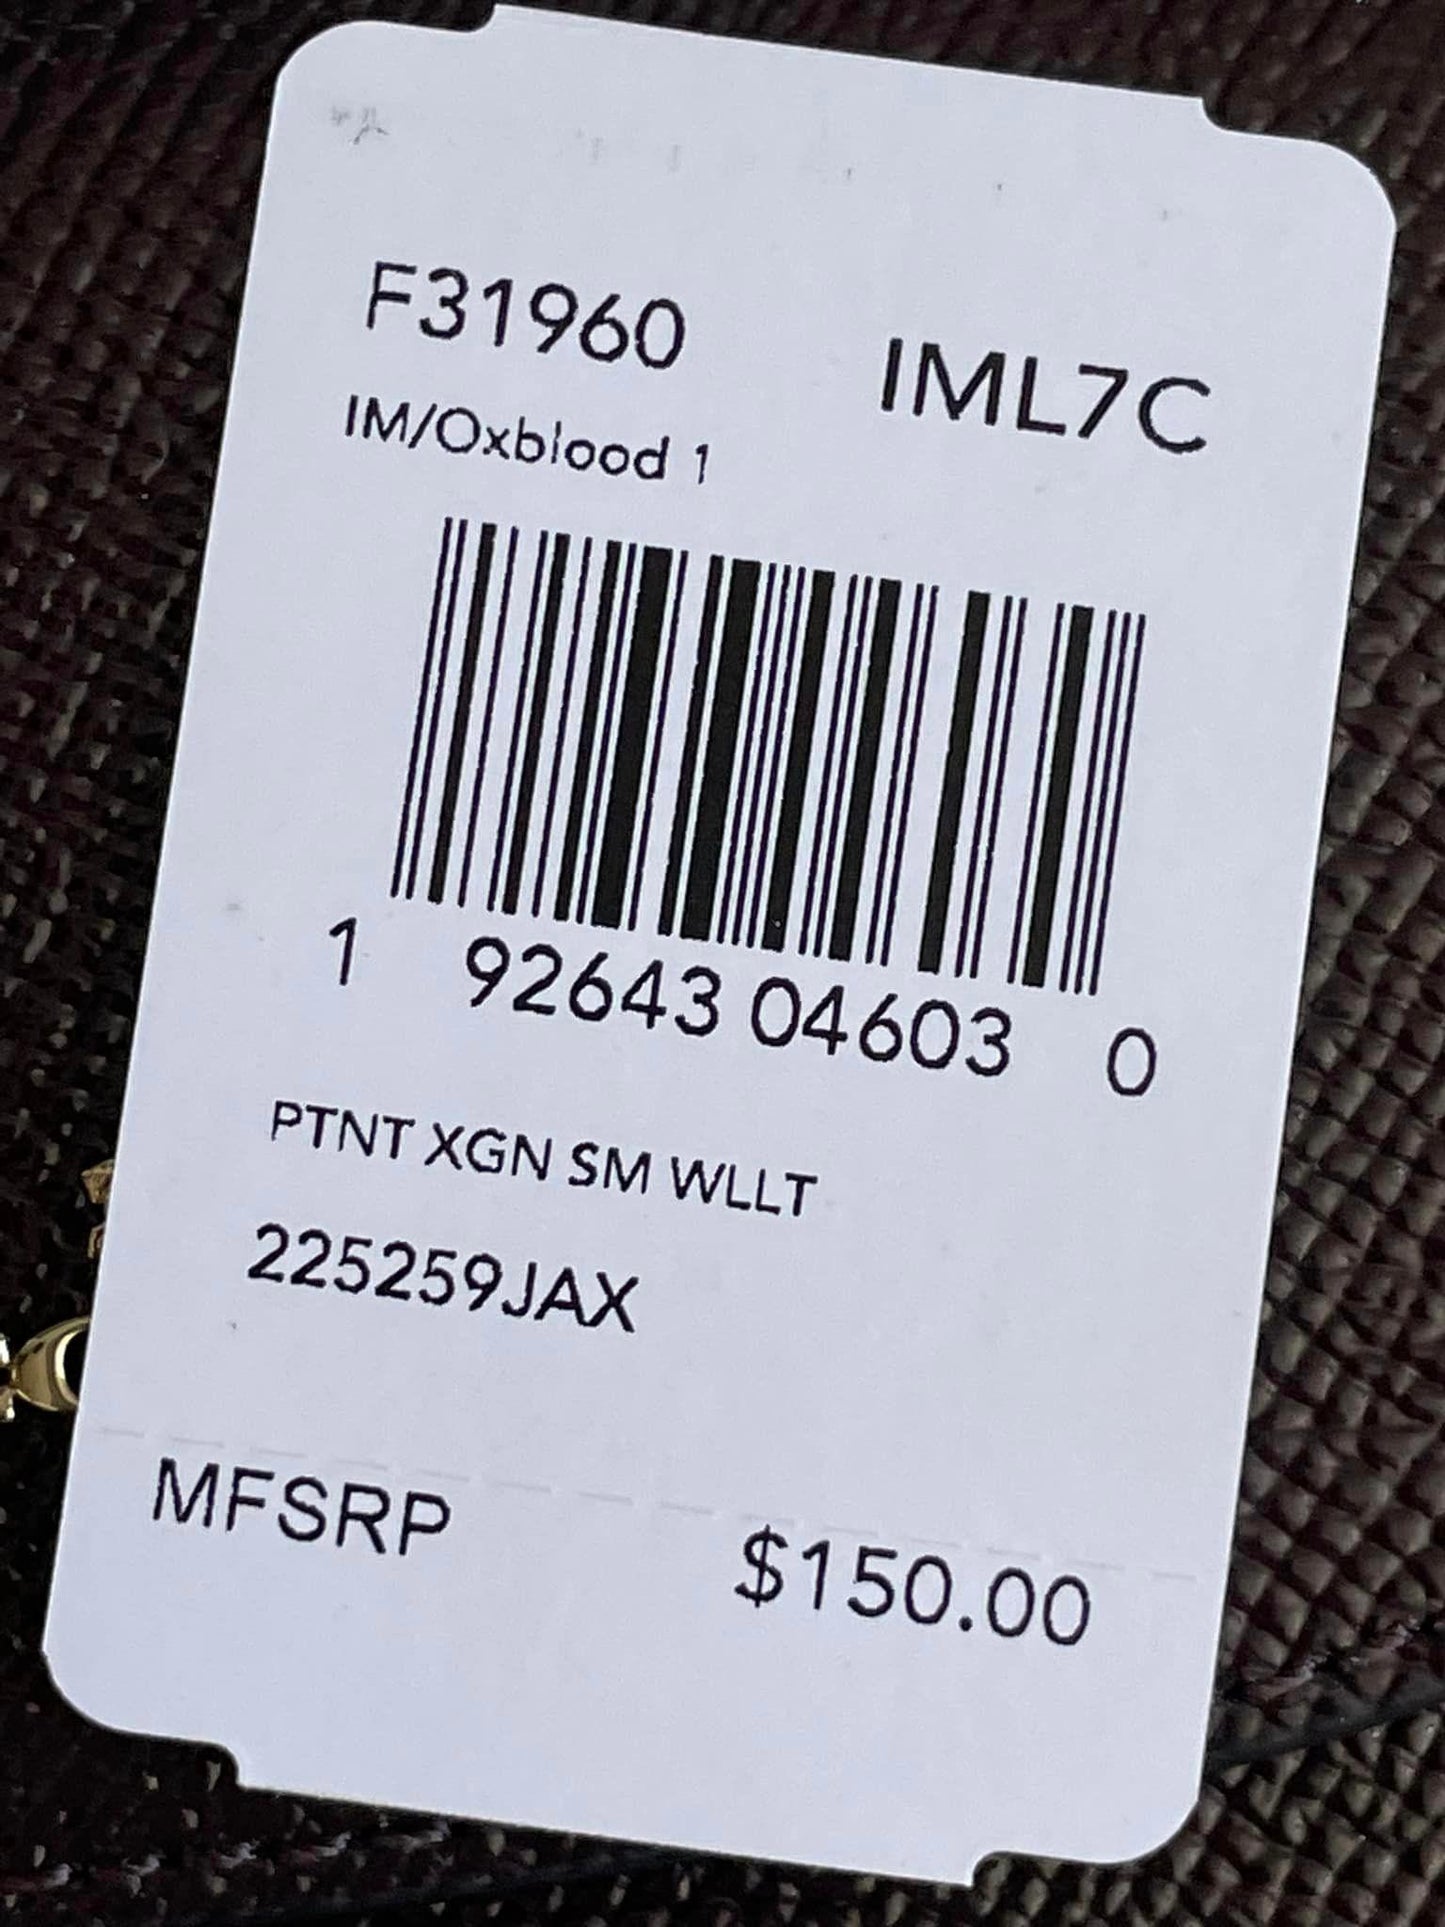 F31960 IML7C
IM/Oxblood 1
1 92643 04603 0
PTNT XGN SM WLLT
225259JAX
MFSRP $150.00